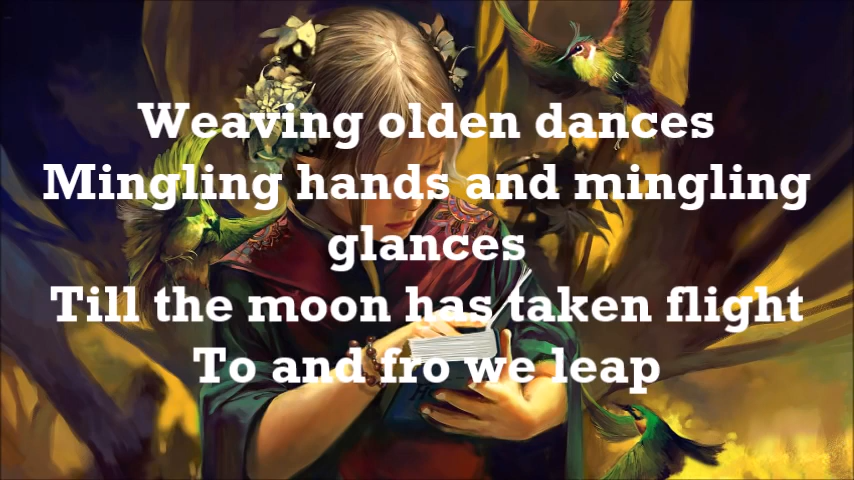 Weaving olden dances
Mingling hands and mingling
glances
Till the moon has taken flight
To and fro we leap